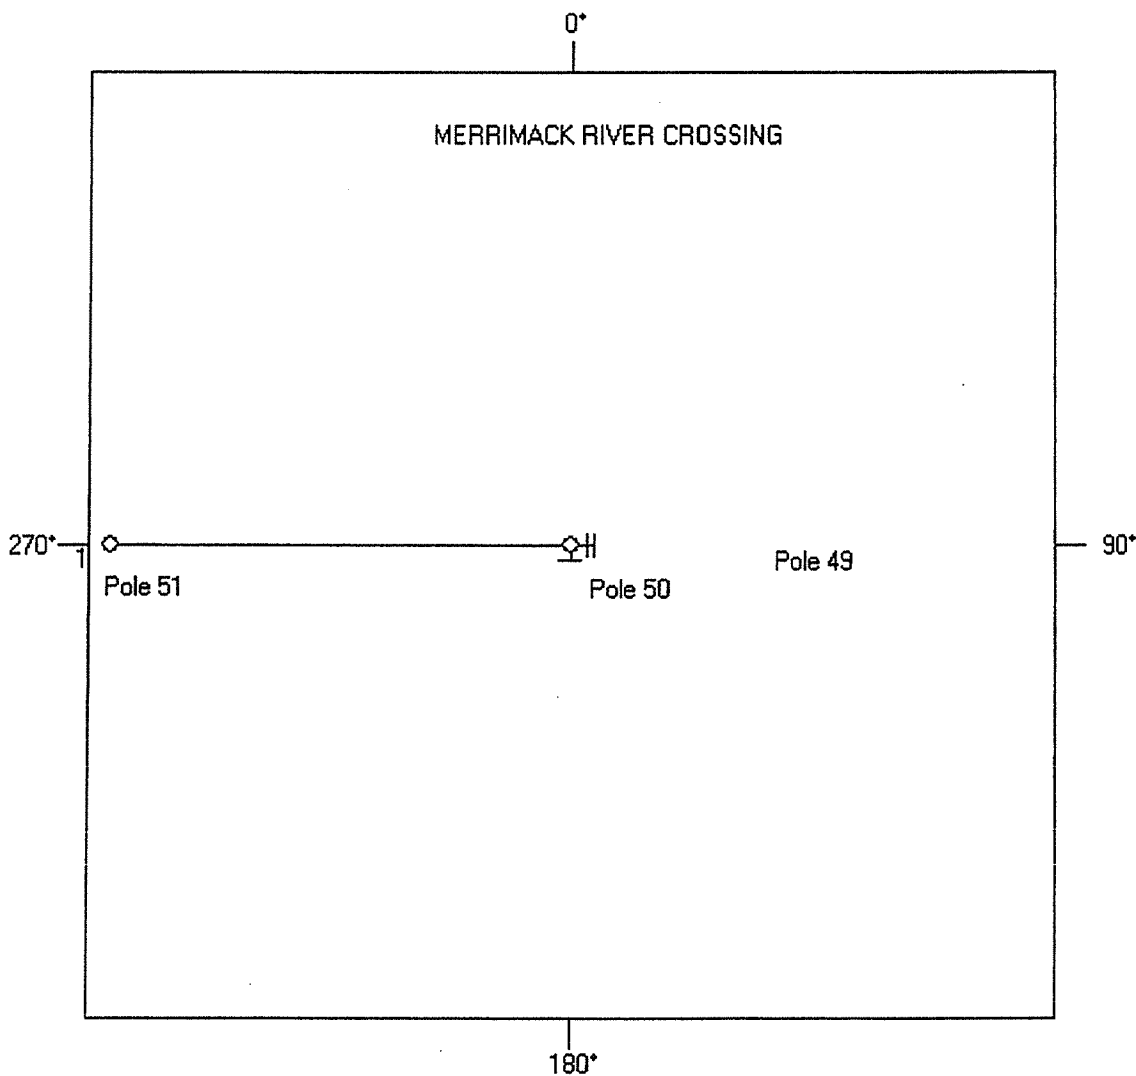 0°
MERRIMACK RIVER CROSSING
270°
1
90°
Pole 49
Pole 51
Pole 50
180°